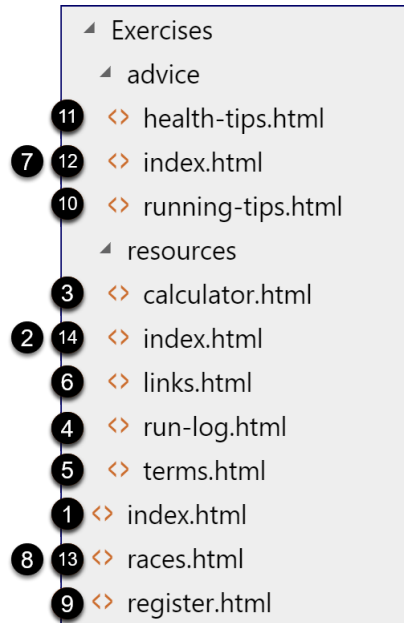 Exercises
advice
11 <> health-tips.html
7 12 <> index.html
10 <> running-tips.html
resources
3 <> calculator.html
2 14 <> index.html
6 <> links.html
4 <> run-log.html
5 <> terms.html
1 <> index.html
8 13 <> races.html
9 <> register.html